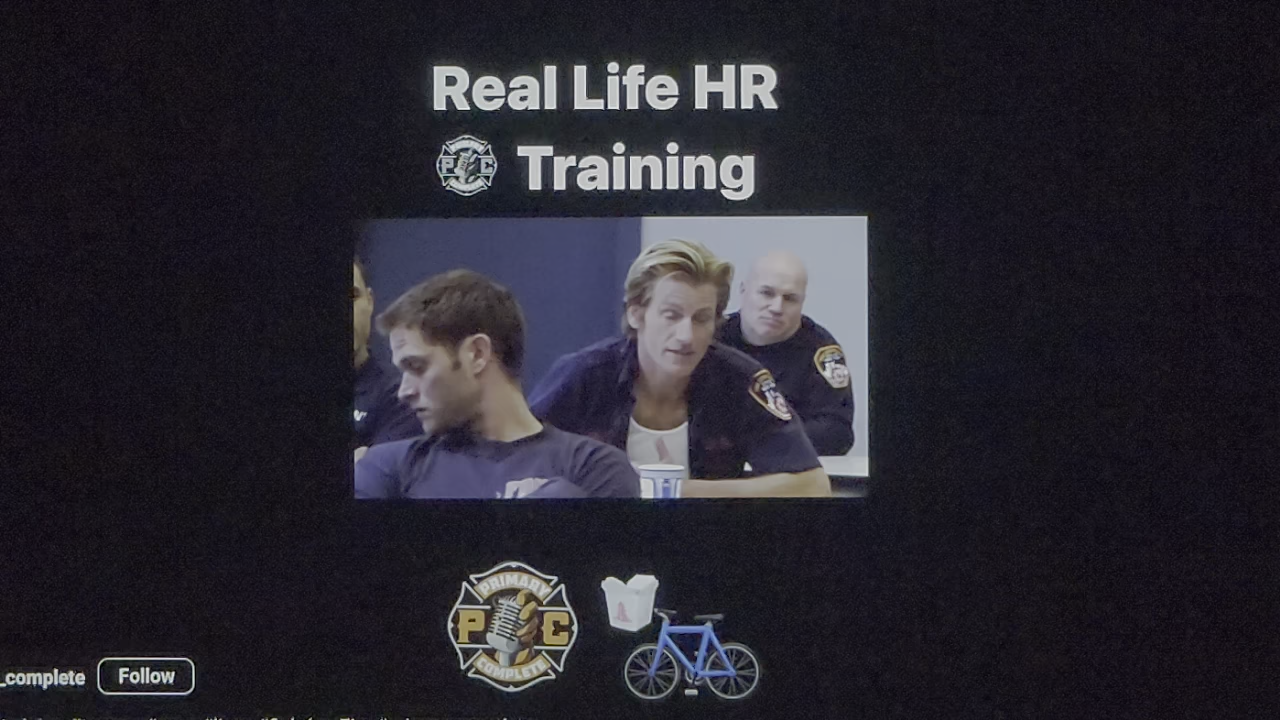 Real Life HR
P C Training
PRIMARY
P C
COMPLETE
_complete Follow